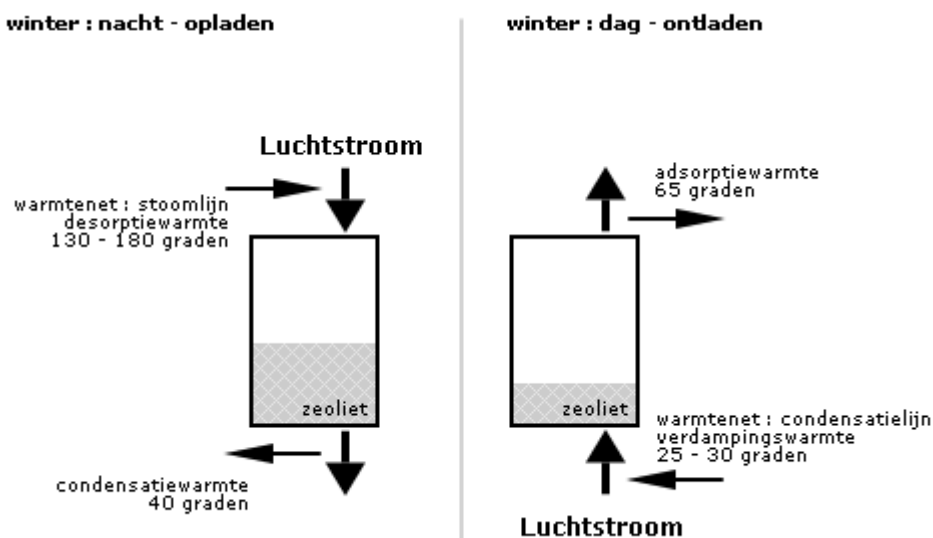 winter : nacht - opladen
Luchtstroom
warmtenet : stoomlijn
desorptiewarmte
130 - 180 graden
zeoliet
condensatiewarmte
40 graden
winter : dag - ontladen
adsorptiewarmte
65 graden
zeoliet
warmtenet : condensatielijn
verdampingswarmte
25 - 30 graden
Luchtstroom